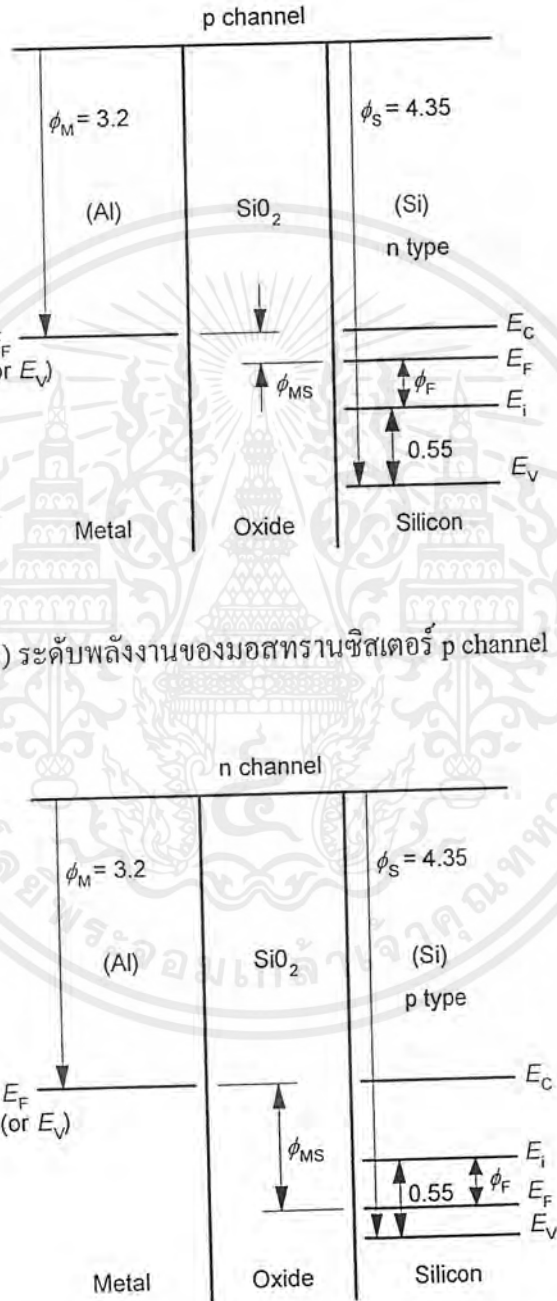 p channel
ϕM = 3.2
ϕS = 4.35
(Al)
SiO2
(Si)
n type
EC
EF
(or EV)
ϕMS
EF
ϕF
Ei
0.55
EV
Metal
Oxide
Silicon
) ระดับพลังงานของมอสทรานซิสเตอร์ p channel
n channel
ϕM = 3.2
ϕS = 4.35
(Al)
SiO2
(Si)
p type
EC
EF
(or EV)
ϕMS
Ei
0.55
ϕF
EF
EV
Metal
Oxide
Silicon